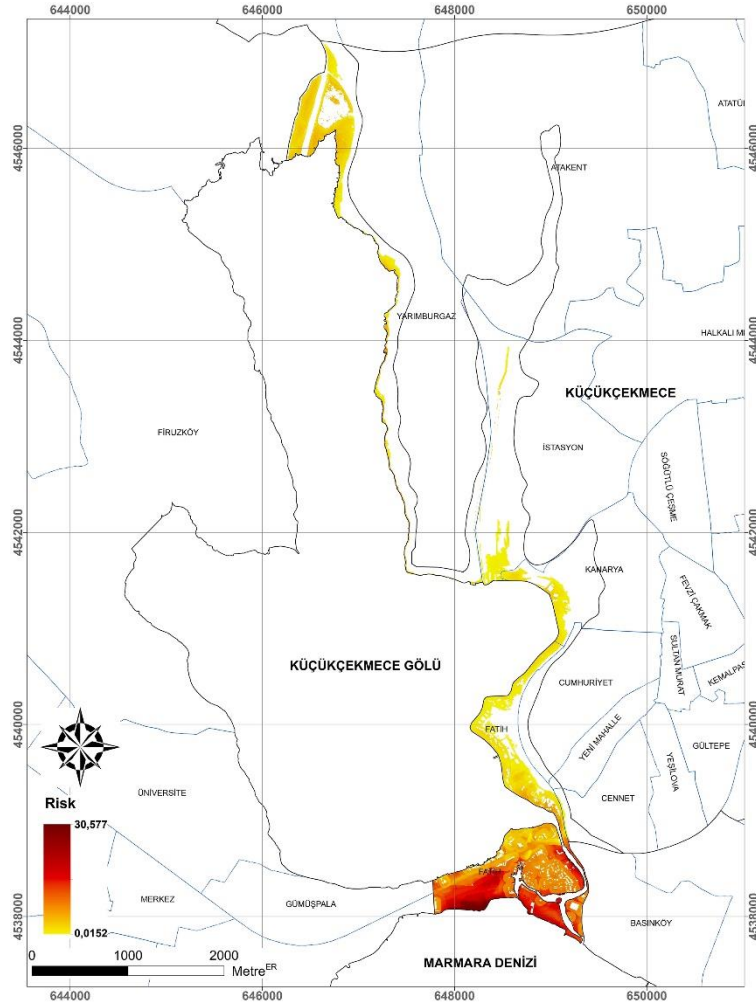 644000
646000
648000
650000
4546000
ATAKENT
YARIMBURGAZ
4544000
KÜÇÜKÇEKMECE
FİRUZKÖY
İSTASYON
SÖĞÜTLÜ ÇEŞME
4542000
KANARYA
FEVZİ ÇAKMAK
SULTAN MURAT
KÜÇÜKÇEKMECE GÖLÜ
CUMHURİYET
YENİ MAHALLE
4540000
FATİH
GÜLTEPE
YEŞİLOVA
ÜNİVERSİTE
CENNET
Risk
30,577
0,0152
MERKEZ
GÜMÜŞPALA
4538000
BASINKÖY
0 1000 2000
Metre
ER
MARMARA DENİZİ
644000
646000
648000
650000
4546000
4544000
4542000
4540000
4538000